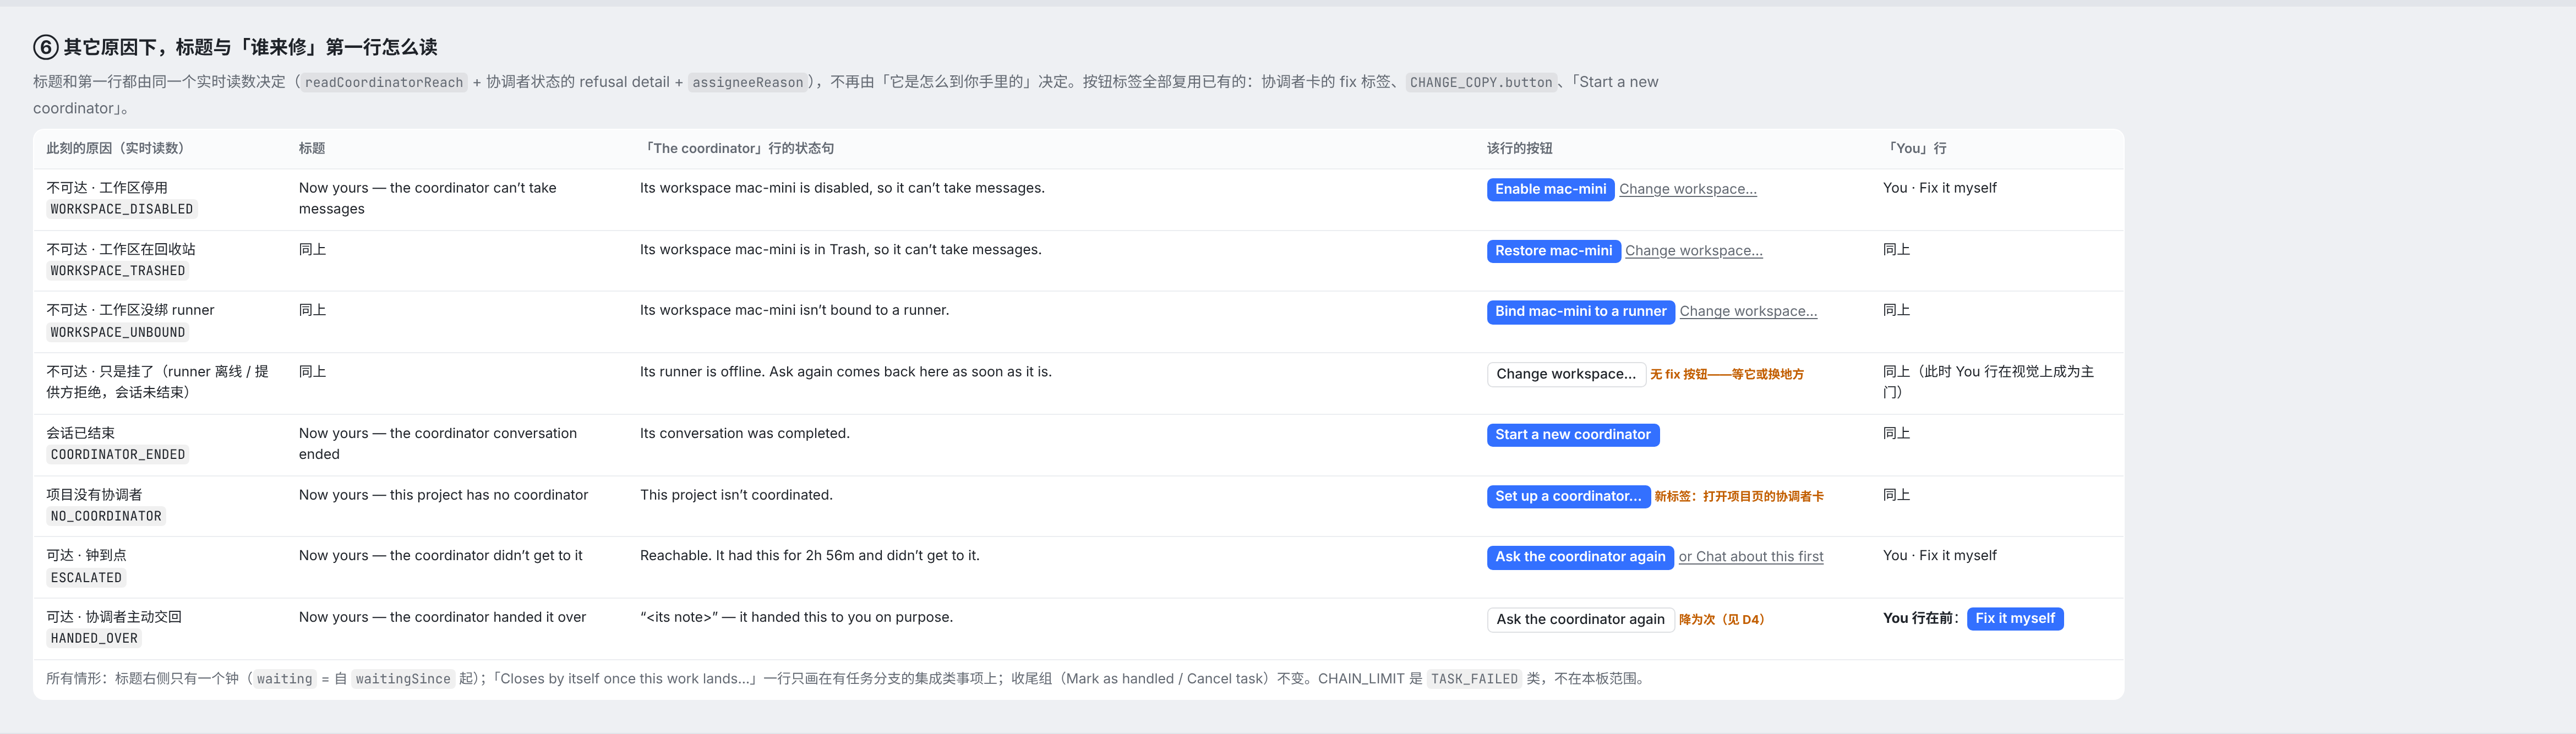 ⑥ 其它原因下，标题与「谁来修」第一行怎么读
标题和第一行都由同一个实时读数决定（readCoordinatorReach + 协调者状态的 refusal detail + assigneeReason），不再由「它是怎么到你手里的」决定。按钮标签全部复用已有的：协调者卡的 fix 标签、CHANGE_COPY.button、「Start a new
coordinator」。
此刻的原因（实时读数） 标题 「The coordinator」行的状态句 该行的按钮 「You」行
不可达 · 工作区停用 Now yours — the coordinator can’t take Its workspace mac-mini is disabled, so it can’t take messages. Enable mac-mini Change workspace… You · Fix it myself
WORKSPACE_DISABLED messages
不可达 · 工作区在回收站 同上 Its workspace mac-mini is in Trash, so it can’t take messages. Restore mac-mini Change workspace… 同上
WORKSPACE_TRASHED
不可达 · 工作区没绑 runner 同上 Its workspace mac-mini isn’t bound to a runner. Bind mac-mini to a runner Change workspace… 同上
WORKSPACE_UNBOUND
不可达 · 只是挂了（runner 离线 / 提 同上 Its runner is offline. Ask again comes back here as soon as it is. Change workspace… 无 fix 按钮——等它或换地方 同上（此时 You 行在视觉上成为主
供方拒绝，会话未结束） 门）
会话已结束 Now yours — the coordinator conversation Its conversation was completed. Start a new coordinator 同上
COORDINATOR_ENDED ended
项目没有协调者 Now yours — this project has no coordinator This project isn’t coordinated. Set up a coordinator… 新标签：打开项目页的协调者卡 同上
NO_COORDINATOR
可达 · 钟到点 Now yours — the coordinator didn’t get to it Reachable. It had this for 2h 56m and didn’t get to it. Ask the coordinator again or Chat about this first You · Fix it myself
ESCALATED
可达 · 协调者主动交回 Now yours — the coordinator handed it over “<its note>” — it handed this to you on purpose. Ask the coordinator again 降为次（见 D4） You 行在前： Fix it myself
HANDED_OVER
所有情形：标题右侧只有一个钟（waiting = 自 waitingSince 起）；「Closes by itself once this work lands…」一行只画在有任务分支的集成类事项上；收尾组（Mark as handled / Cancel task）不变。CHAIN_LIMIT 是 TASK_FAILED 类，不在本板范围。